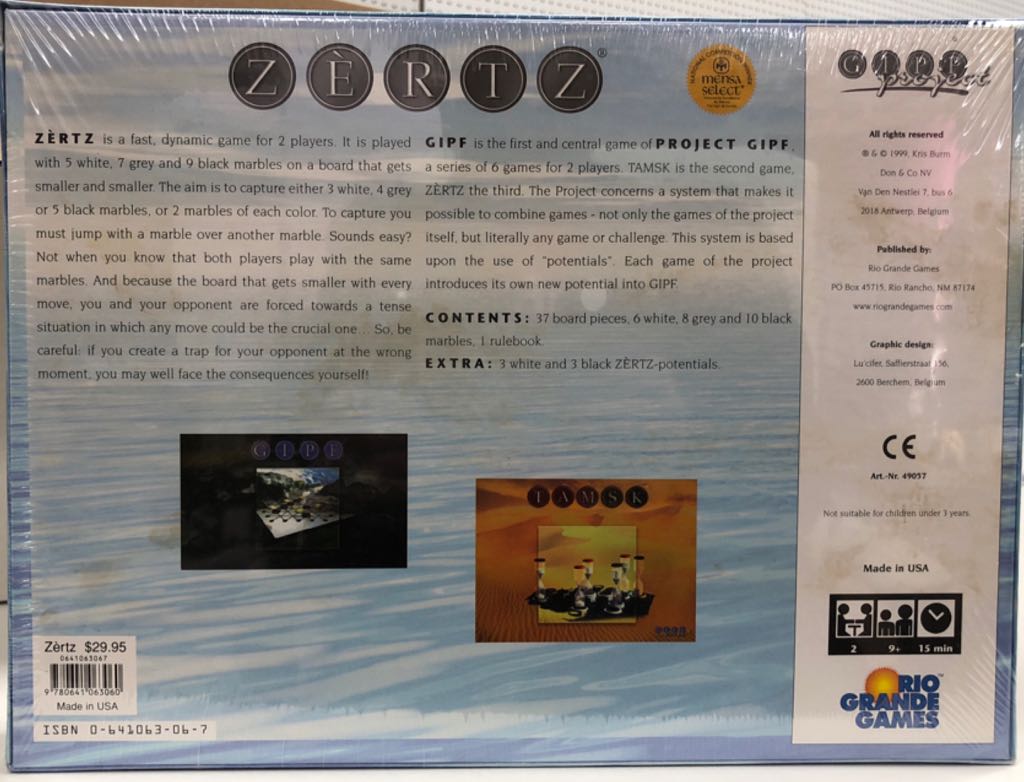 ZÈRTZ®
NATIONAL COMPETITION WINNER
mensa
SELECT
ZÈRTZ is a fast, dynamic game for 2 players. It is played
with 5 white, 7 grey and 9 black marbles on a board that gets
smaller and smaller. The aim is to capture either 3 white, 4 grey
or 5 black marbles, or 2 marbles of each color. To capture you
must jump with a marble over another marble. Sounds easy?
Not when you know that both players play with the same
marbles. And because the board that gets smaller with every
move, you and your opponent are forced towards a tense
situation in which any move could be the crucial one... So, be
careful: if you create a trap for your opponent at the wrong
moment, you may well face the consequences yourself!
GIPF is the first and central game of PROJECT GIPF,
a series of 6 games for 2 players. TAMSK is the second game,
ZÈRTZ the third. The Project concerns a system that makes it
possible to combine games - not only the games of the project
itself, but literally any game or challenge. This system is based
upon the use of "potentials". Each game of the project
introduces its own new potential into GIPF.
CONTENTS: 37 board pieces, 6 white, 8 grey and 10 black
marbles, 1 rulebook.
EXTRA: 3 white and 3 black ZÈRTZ-potentials.
GIPF
TAMSK
Zèrtz $29.95
0641063067
9 780641 063060
Made in USA
ISBN 0-641063-06-7
GIPF
project
All rights reserved
® & © 1999, Kris Burm
Don & Co NV
Van Den Nestlei 7, bus 6
2018 Antwerp, Belgium
Published by:
Rio Grande Games
PO Box 45715, Rio Rancho, NM 87174
www.riograndegames.com
Graphic design:
Lu'cifer, Saffierstraat 156,
2600 Berchem, Belgium
CE
Art.-Nr. 49057
Not suitable for children under 3 years.
Made in USA
2 9+ 15 min
RIO
GRANDE
GAMES™